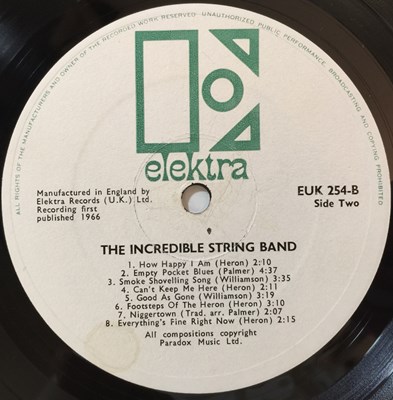 ALL RIGHTS OF THE MANUFACTURERS AND OWNER OF THE RECORDED WORK RESERVED · UNAUTHORIZED PUBLIC PERFORMANCE, BROADCASTING AND COPYING PROHIBITED
elektra
Manufactured in England by
Elektra Records (U.K.) Ltd.
Recording first
published 1966
EUK 254-B
Side Two
THE INCREDIBLE STRING BAND
1. How Happy I Am (Heron) 2:10
2. Empty Pocket Blues (Palmer) 4:37
3. Smoke Shovelling Song (Williamson) 3:35
4. Can't Keep Me Here (Heron) 2:11
5. Good As Gone (Williamson) 3:19
6. Footsteps Of The Heron (Heron) 3:10
7. Niggertown (Trad. arr. Palmer) 2:07
8. Everything's Fine Right Now (Heron) 2:15
All compositions copyright
Paradox Music Ltd.